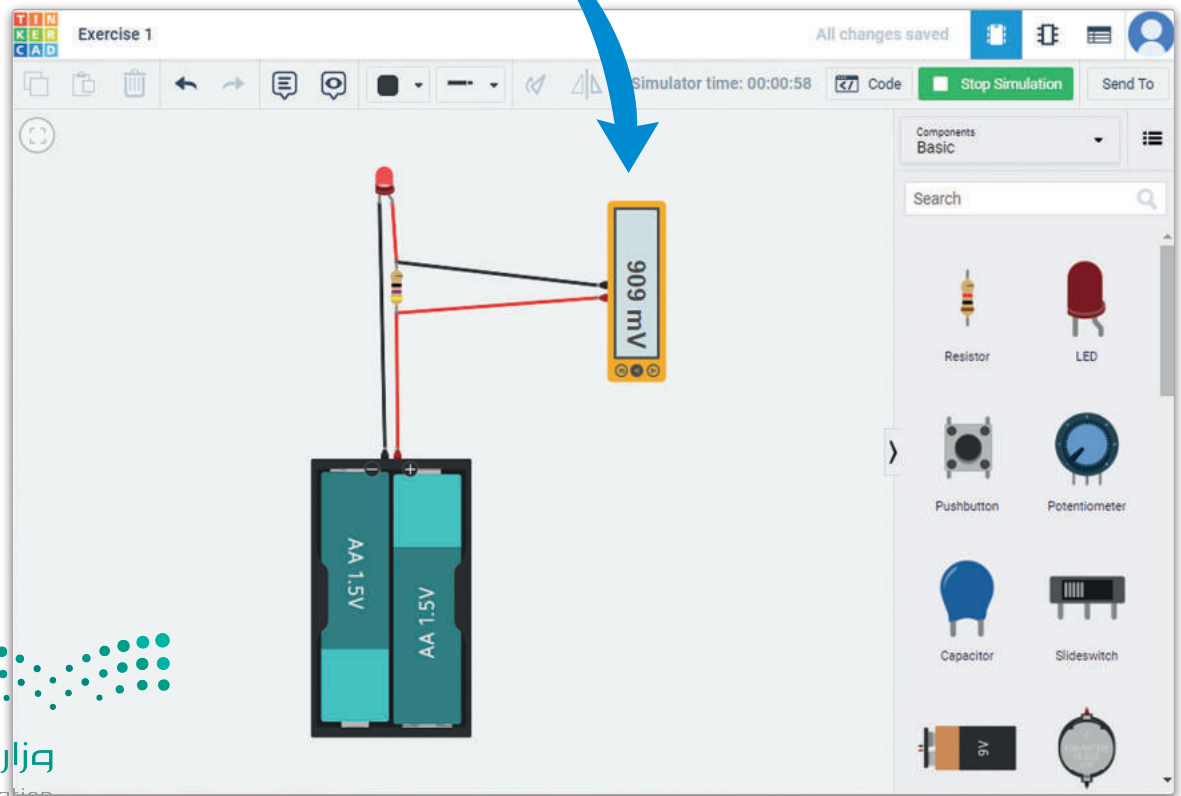 TIN
KER
CAD
Exercise 1
All changes saved
Simulator time: 00:00:58
Code
Stop Simulation
Send To
Components
Basic
Search
909 mV
Resistor
LED
Pushbutton
Potentiometer
AA 1.5V
AA 1.5V
Capacitor
Slideswitch
9V